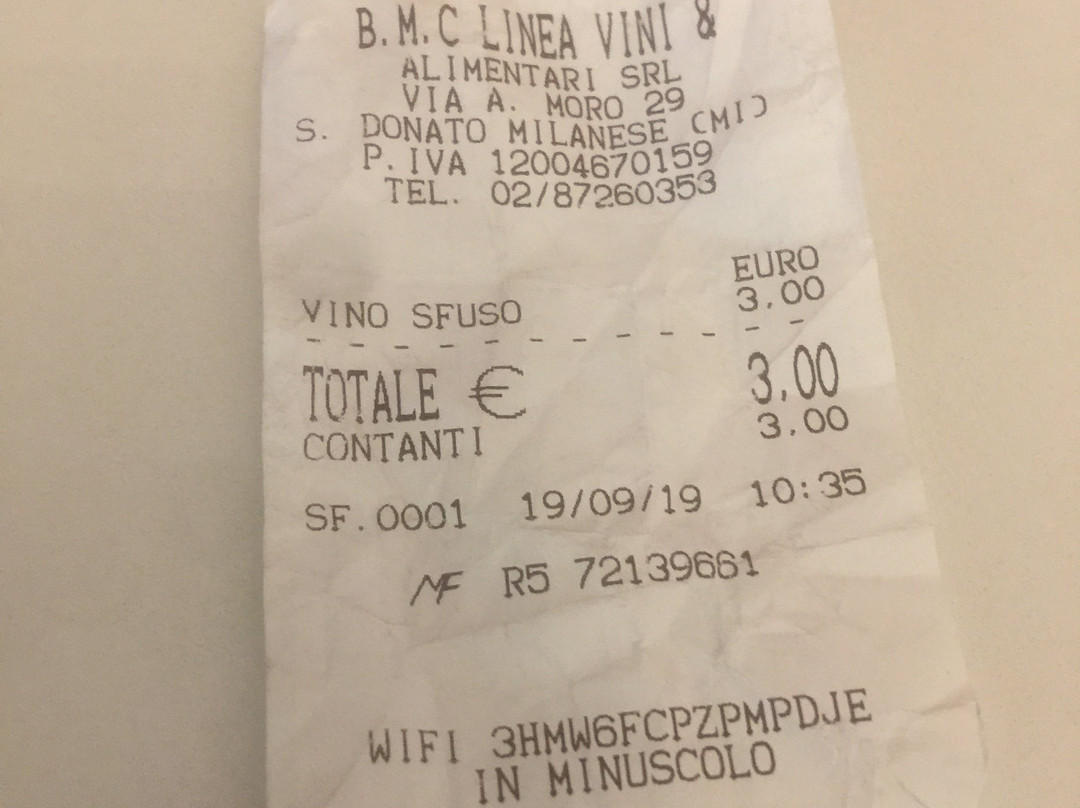 B.M.C LINEA VINI &
ALIMENTARI SRL
VIA A. MORO 29
S. DONATO MILANESE (MI)
P.IVA 12004670159
TEL. 02/87260353
EURO
VINO SFUSO 3,00
- - - - - - - - - - - -
TOTALE € 3,00
CONTANTI 3.00
SF.0001 19/09/19 10:35
MF R5 72139661
WIFI 3HMW6FCPZPMPDJE
IN MINUSCOLO